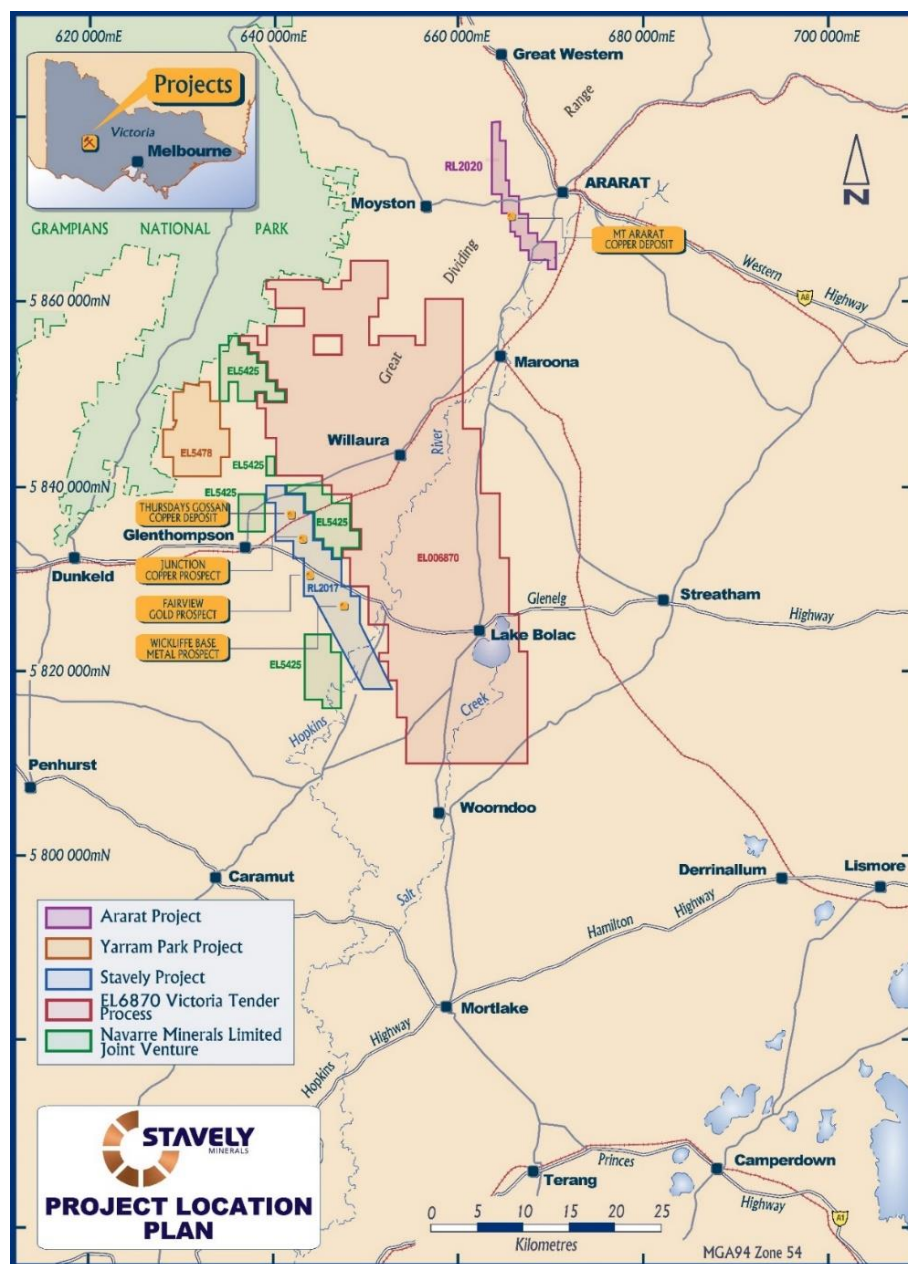 620 000mE
640 000mE
660 000mE
680 000mE
700 000mE
Projects
Victoria
Melbourne
Great Western
Range
RL2020
ARARAT
Moyston
N
GRAMPIANS NATIONAL PARK
MT ARARAT
COPPER DEPOSIT
Dividing
Western
Highway
A8
5 860 000mN
Great
Maroona
EL5425
River
Willaura
EL5478
EL5425
5 840 000mN
EL5425
THURSDAYS GOSSAN
COPPER DEPOSIT
EL5425
Glenthompson
EL006870
Dunkeld
JUNCTION
COPPER PROSPECT
RL2017
FAIRVIEW
GOLD PROSPECT
Glenelg
Streatham
Highway
WICKLIFFE BASE
METAL PROSPECT
Lake Bolac
EL5425
5 820 000mN
Creek
Hopkins
Penhurst
Woorndoo
5 800 000mN
Caramut
Derrinallum
Lismore
Salt
Hamilton
Highway
Ararat Project
Yarram Park Project
Stavely Project
EL6870 Victoria Tender
Process
Navarre Minerals Limited
Joint Venture
Mortlake
Highway
Hopkins
STAVELY
MINERALS
PROJECT LOCATION
PLAN
Terang
Princes
Camperdown
Highway
A1
0 5 10 15 20 25
Kilometres
MGA94 Zone 54